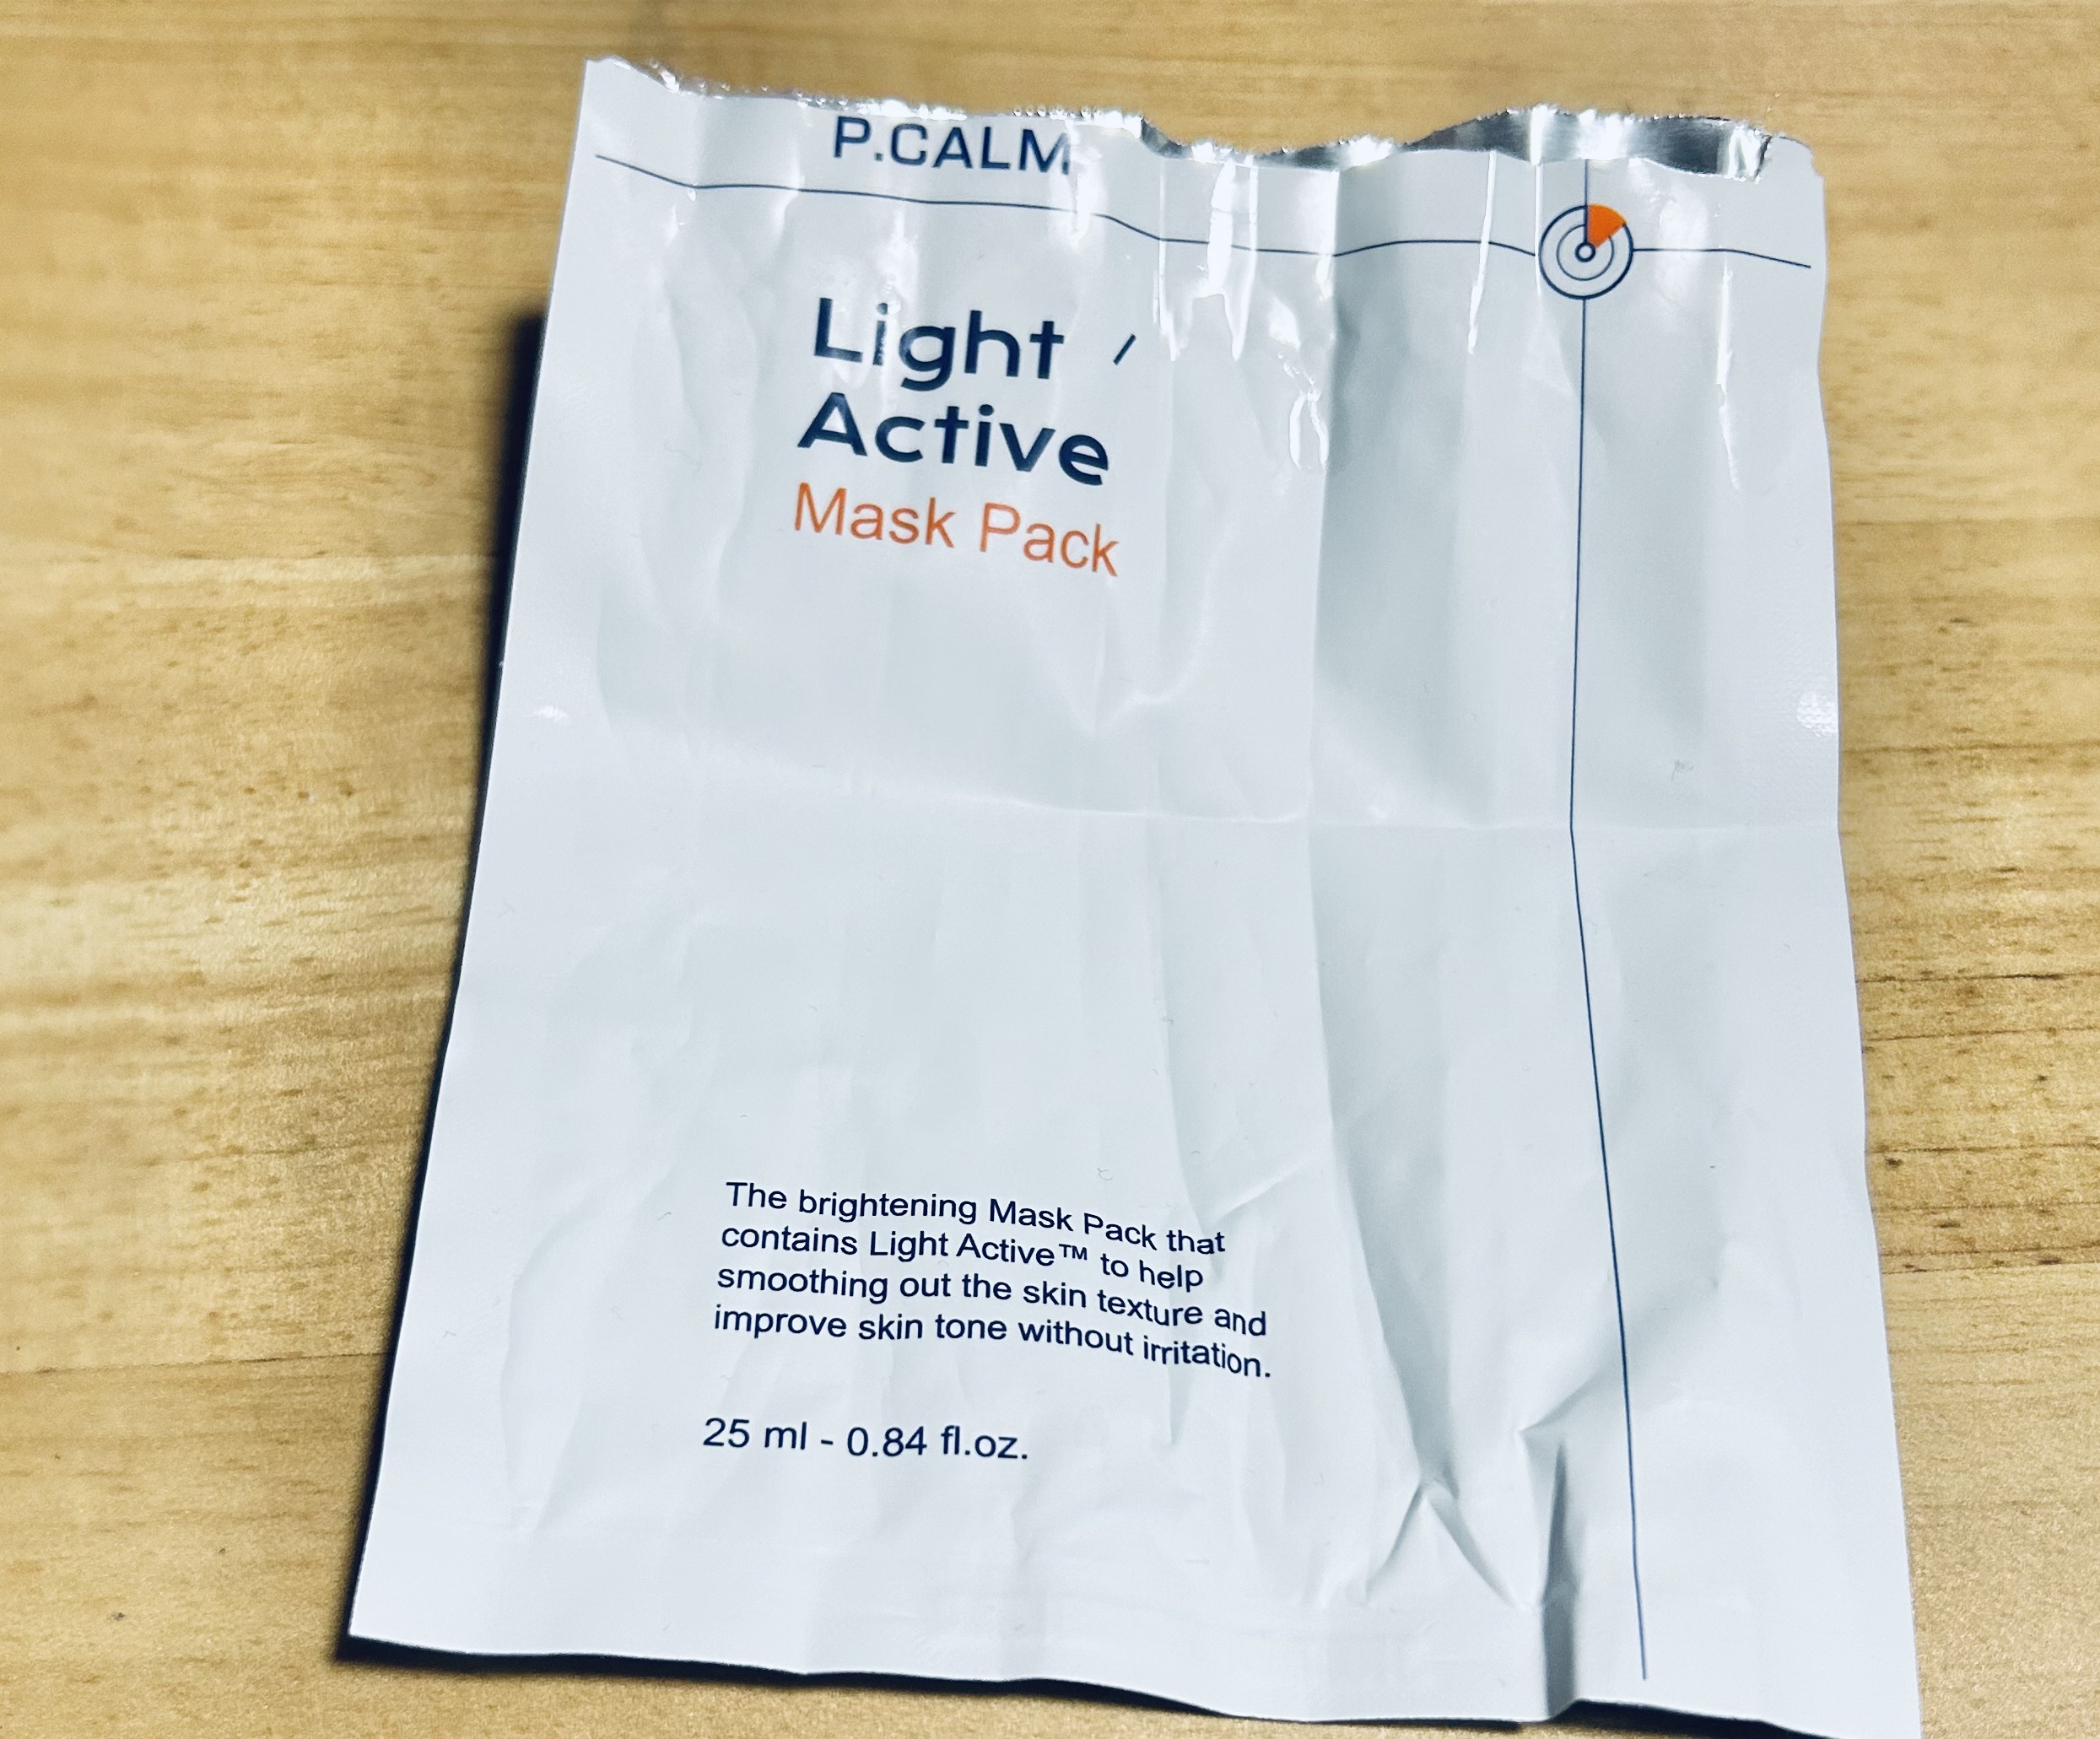 P.CALM
Light /
Active
Mask Pack
The brightening Mask Pack that
contains Light Active™ to help
smoothing out the skin texture and
improve skin tone without irritation.
25 ml - 0.84 fl.oz.